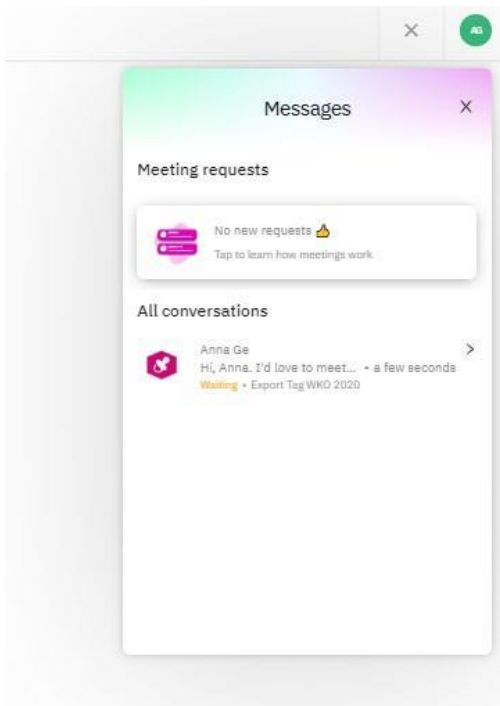 AG
Messages
Meeting requests
No new requests 👍
Tap to learn how meetings work
All conversations
Anna Ge
Hi, Anna. I'd love to meet... • a few seconds
Waiting • Export Tag WKO 2020